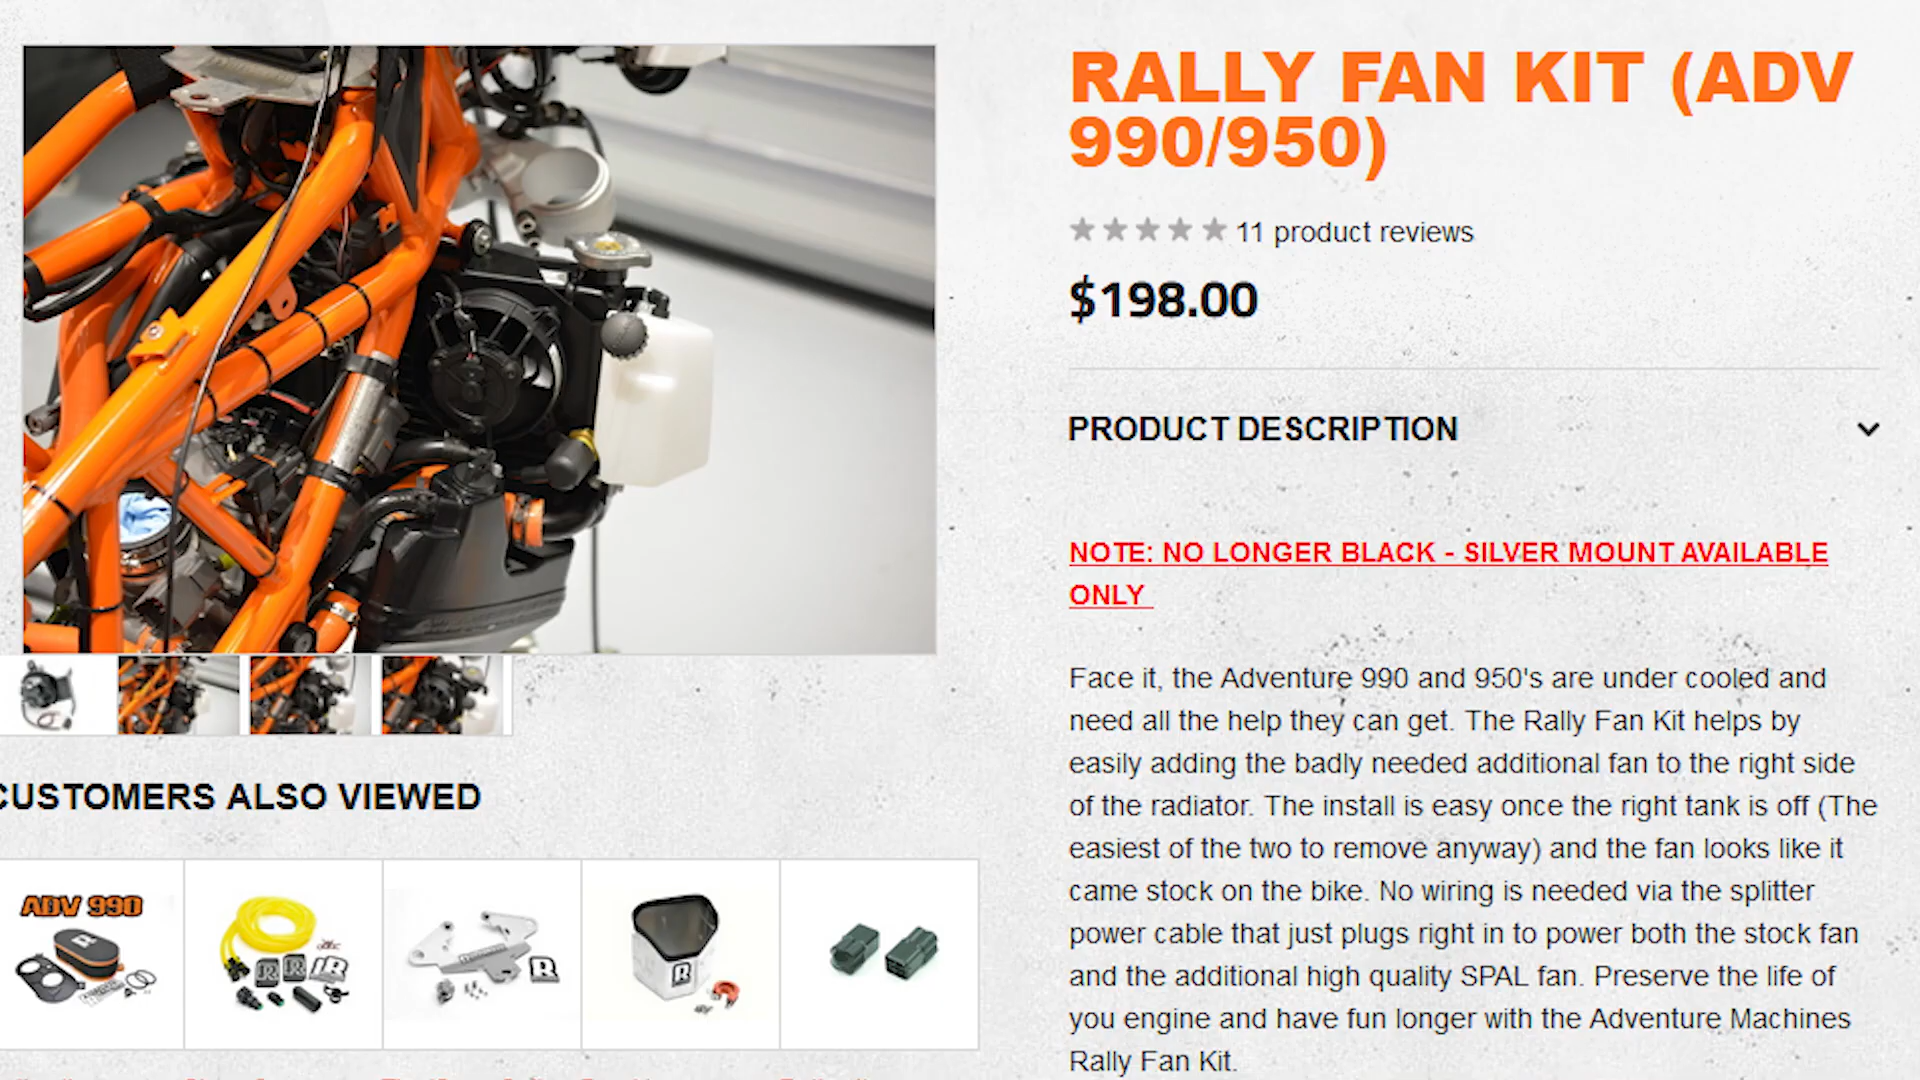 RALLY FAN KIT (ADV
990/950)
11 product reviews
$198.00
PRODUCT DESCRIPTION
NOTE: NO LONGER BLACK - SILVER MOUNT AVAILABLE
ONLY
Face it, the Adventure 990 and 950's are under cooled and
need all the help they can get. The Rally Fan Kit helps by
easily adding the badly needed additional fan to the right side
of the radiator. The install is easy once the right tank is off (The
easiest of the two to remove anyway) and the fan looks like it
came stock on the bike. No wiring is needed via the splitter
power cable that just plugs right in to power both the stock fan
and the additional high quality SPAL fan. Preserve the life of
you engine and have fun longer with the Adventure Machines
Rally Fan Kit.
CUSTOMERS ALSO VIEWED
ADV 990
R
R
R
R
R
R